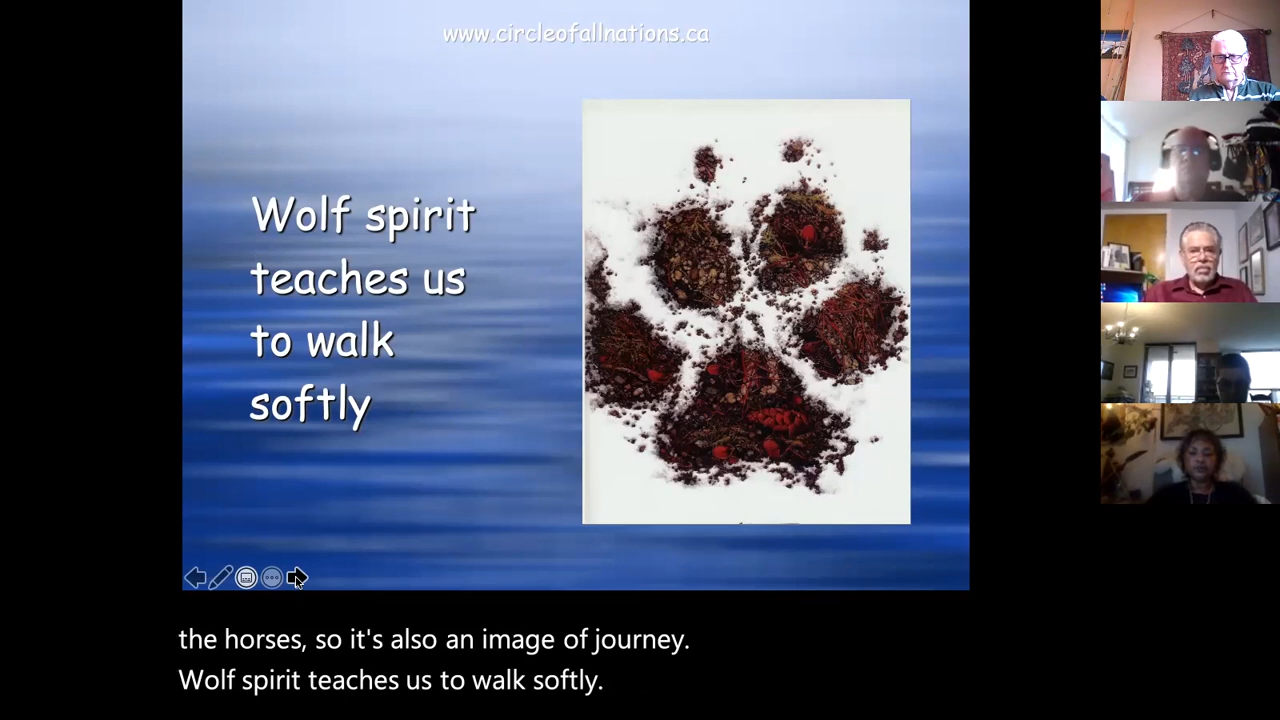 www.circleofallnations.ca
Wolf spirit
teaches us
to walk
softly
the horses, so it's also an image of journey.
Wolf spirit teaches us to walk softly.